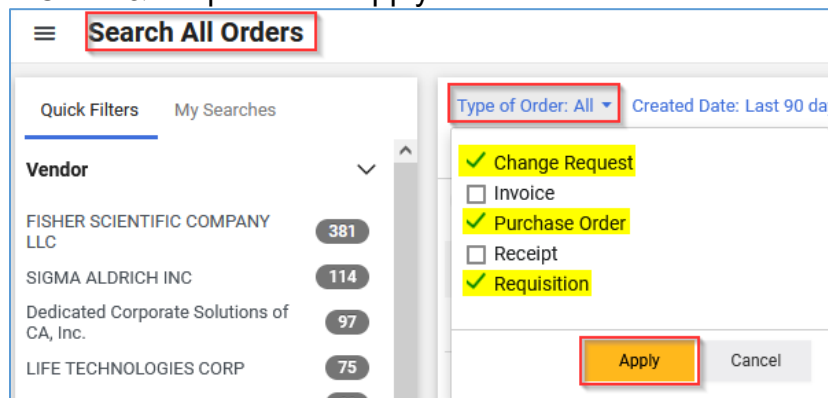 Search All Orders
Quick Filters My Searches
Vendor
FISHER SCIENTIFIC COMPANY
LLC
381
SIGMA ALDRICH INC 114
Dedicated Corporate Solutions of
CA, Inc.
97
LIFE TECHNOLOGIES CORP 75
Type of Order: All Created Date: Last 90 da
Change Request
Invoice
Purchase Order
Receipt
Requisition
Apply Cancel